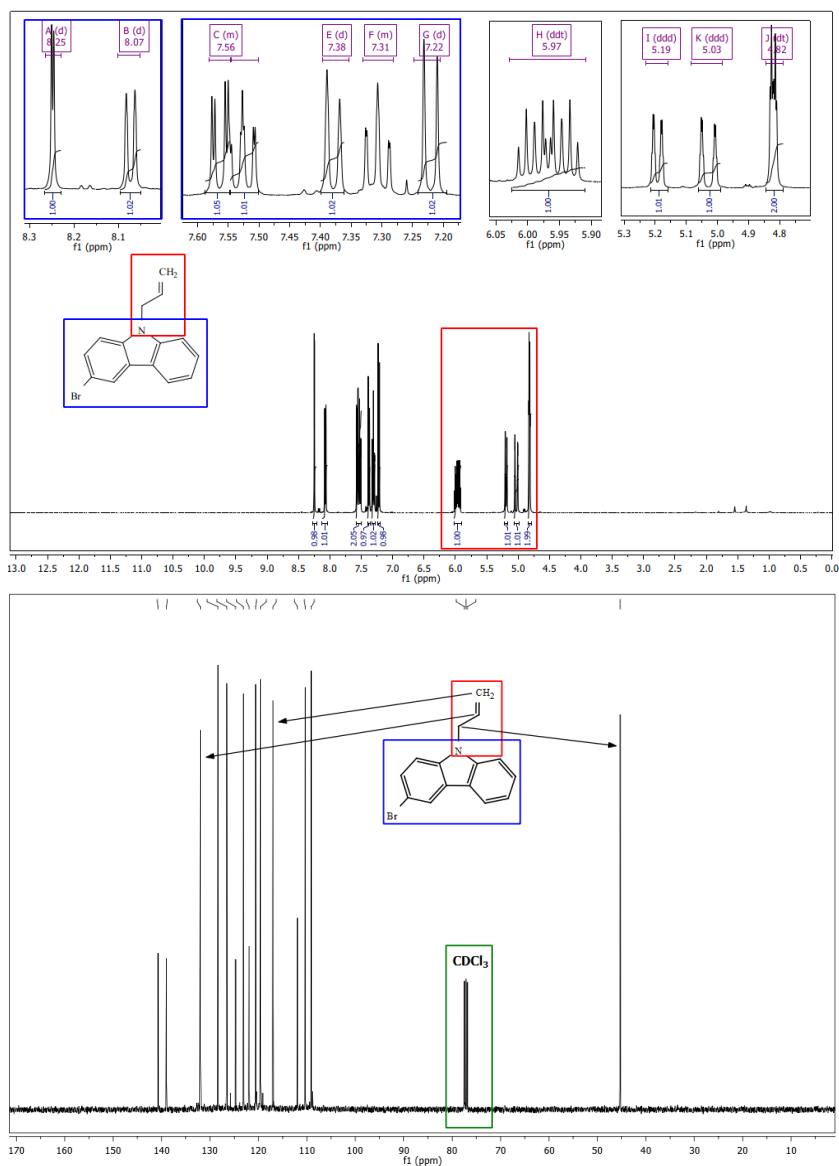 A (d)
8.25
B (d)
8.07
C (m)
7.56
E (d)
7.38
F (m)
7.31
G (d)
7.22
H (ddt)
5.97
I (ddd)
5.19
K (ddd)
5.03
J (dt)
4.82
1.00
1.02
1.05
1.01
1.02
1.02
1.00
1.01
1.00
2.00
8.3 8.2 8.1
f1 (ppm)
7.60 7.55 7.50 7.45 7.40 7.35 7.30 7.25 7.20
f1 (ppm)
6.05 6.00 5.95 5.90
f1 (ppm)
5.3 5.2 5.1 5.0 4.9 4.8
f1 (ppm)
CH2
N
Br
0.98
1.01
2.05
0.97
1.02
0.98
1.00
1.01
1.01
1.99
13.0 12.5 12.0 11.5 11.0 10.5 10.0 9.5 9.0 8.5 8.0 7.5 7.0 6.5 6.0 5.5 5.0 4.5 4.0 3.5 3.0 2.5 2.0 1.5 1.0 0.5 0.0
f1 (ppm)
CH2
N
Br
CDCl3
170 160 150 140 130 120 110 100 90 80 70 60 50 40 30 20 10
f1 (ppm)